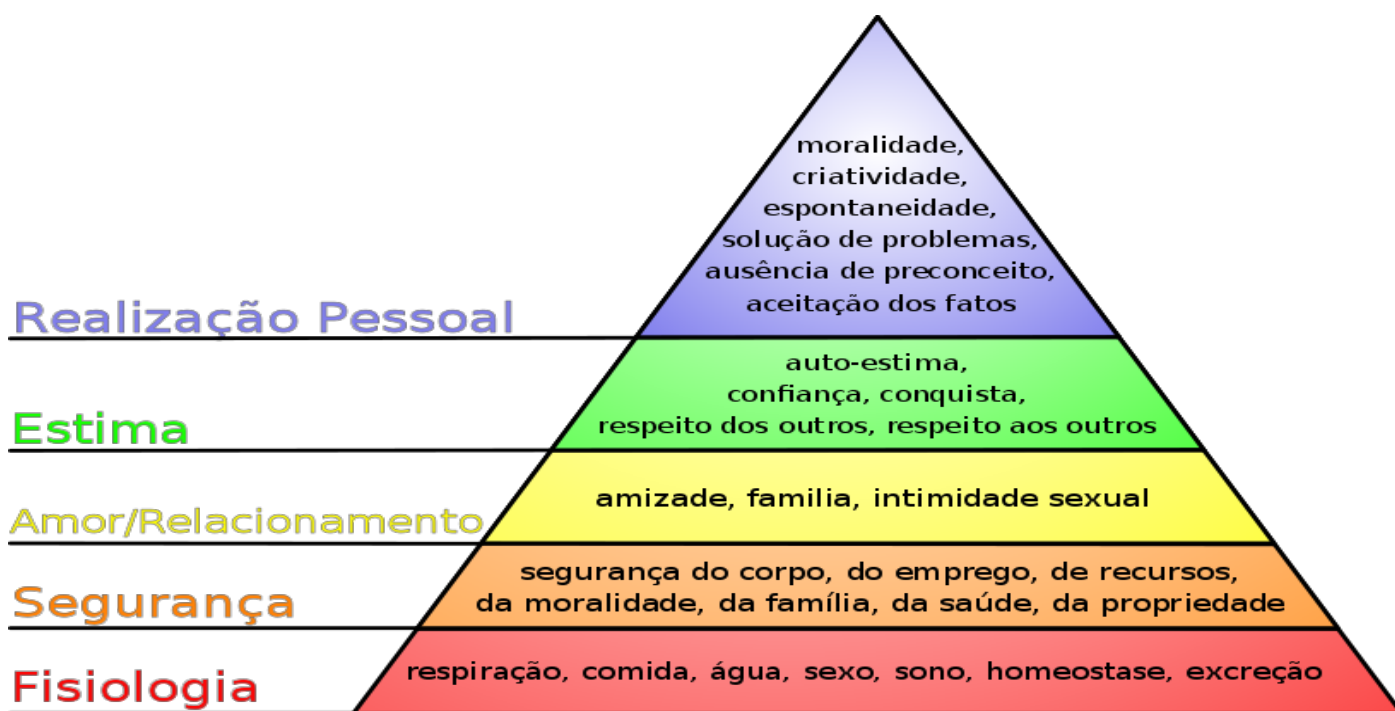 moralidade,
criatividade,
espontaneidade,
solução de problemas,
ausência de preconceito,
aceitação dos fatos
Realização Pessoal
auto-estima,
confiança, conquista,
respeito dos outros, respeito aos outros
Estima
amizade, familia, intimidade sexual
Amor/Relacionamento
segurança do corpo, do emprego, de recursos,
da moralidade, da família, da saúde, da propriedade
Segurança
respiração, comida, água, sexo, sono, homeostase, excreção
Fisiologia